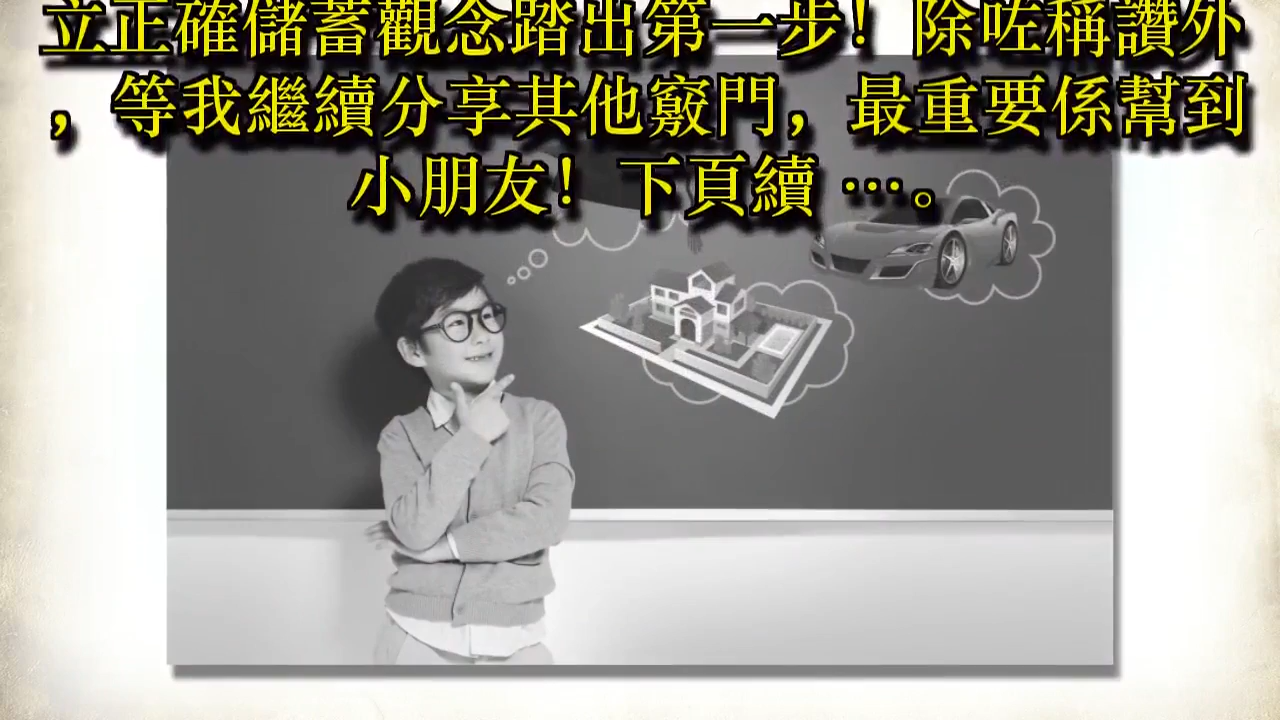 立正確儲蓄觀念踏出第一步！除咗稱讚外
，等我繼續分享其他竅門，最重要係幫到
小朋友！下頁續 …。